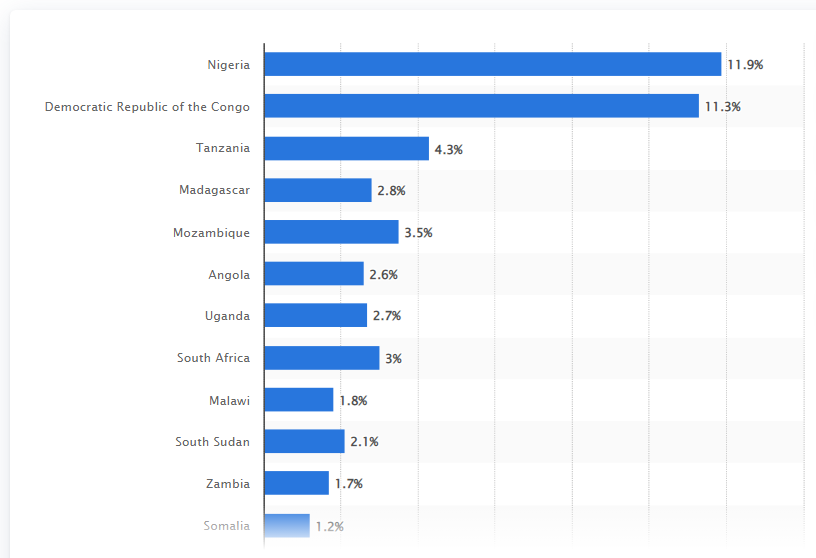 Nigeria 11.9%
Democratic Republic of the Congo 11.3%
Tanzania 4.3%
Madagascar 2.8%
Mozambique 3.5%
Angola 2.6%
Uganda 2.7%
South Africa 3%
Malawi 1.8%
South Sudan 2.1%
Zambia 1.7%
Somalia 1.2%